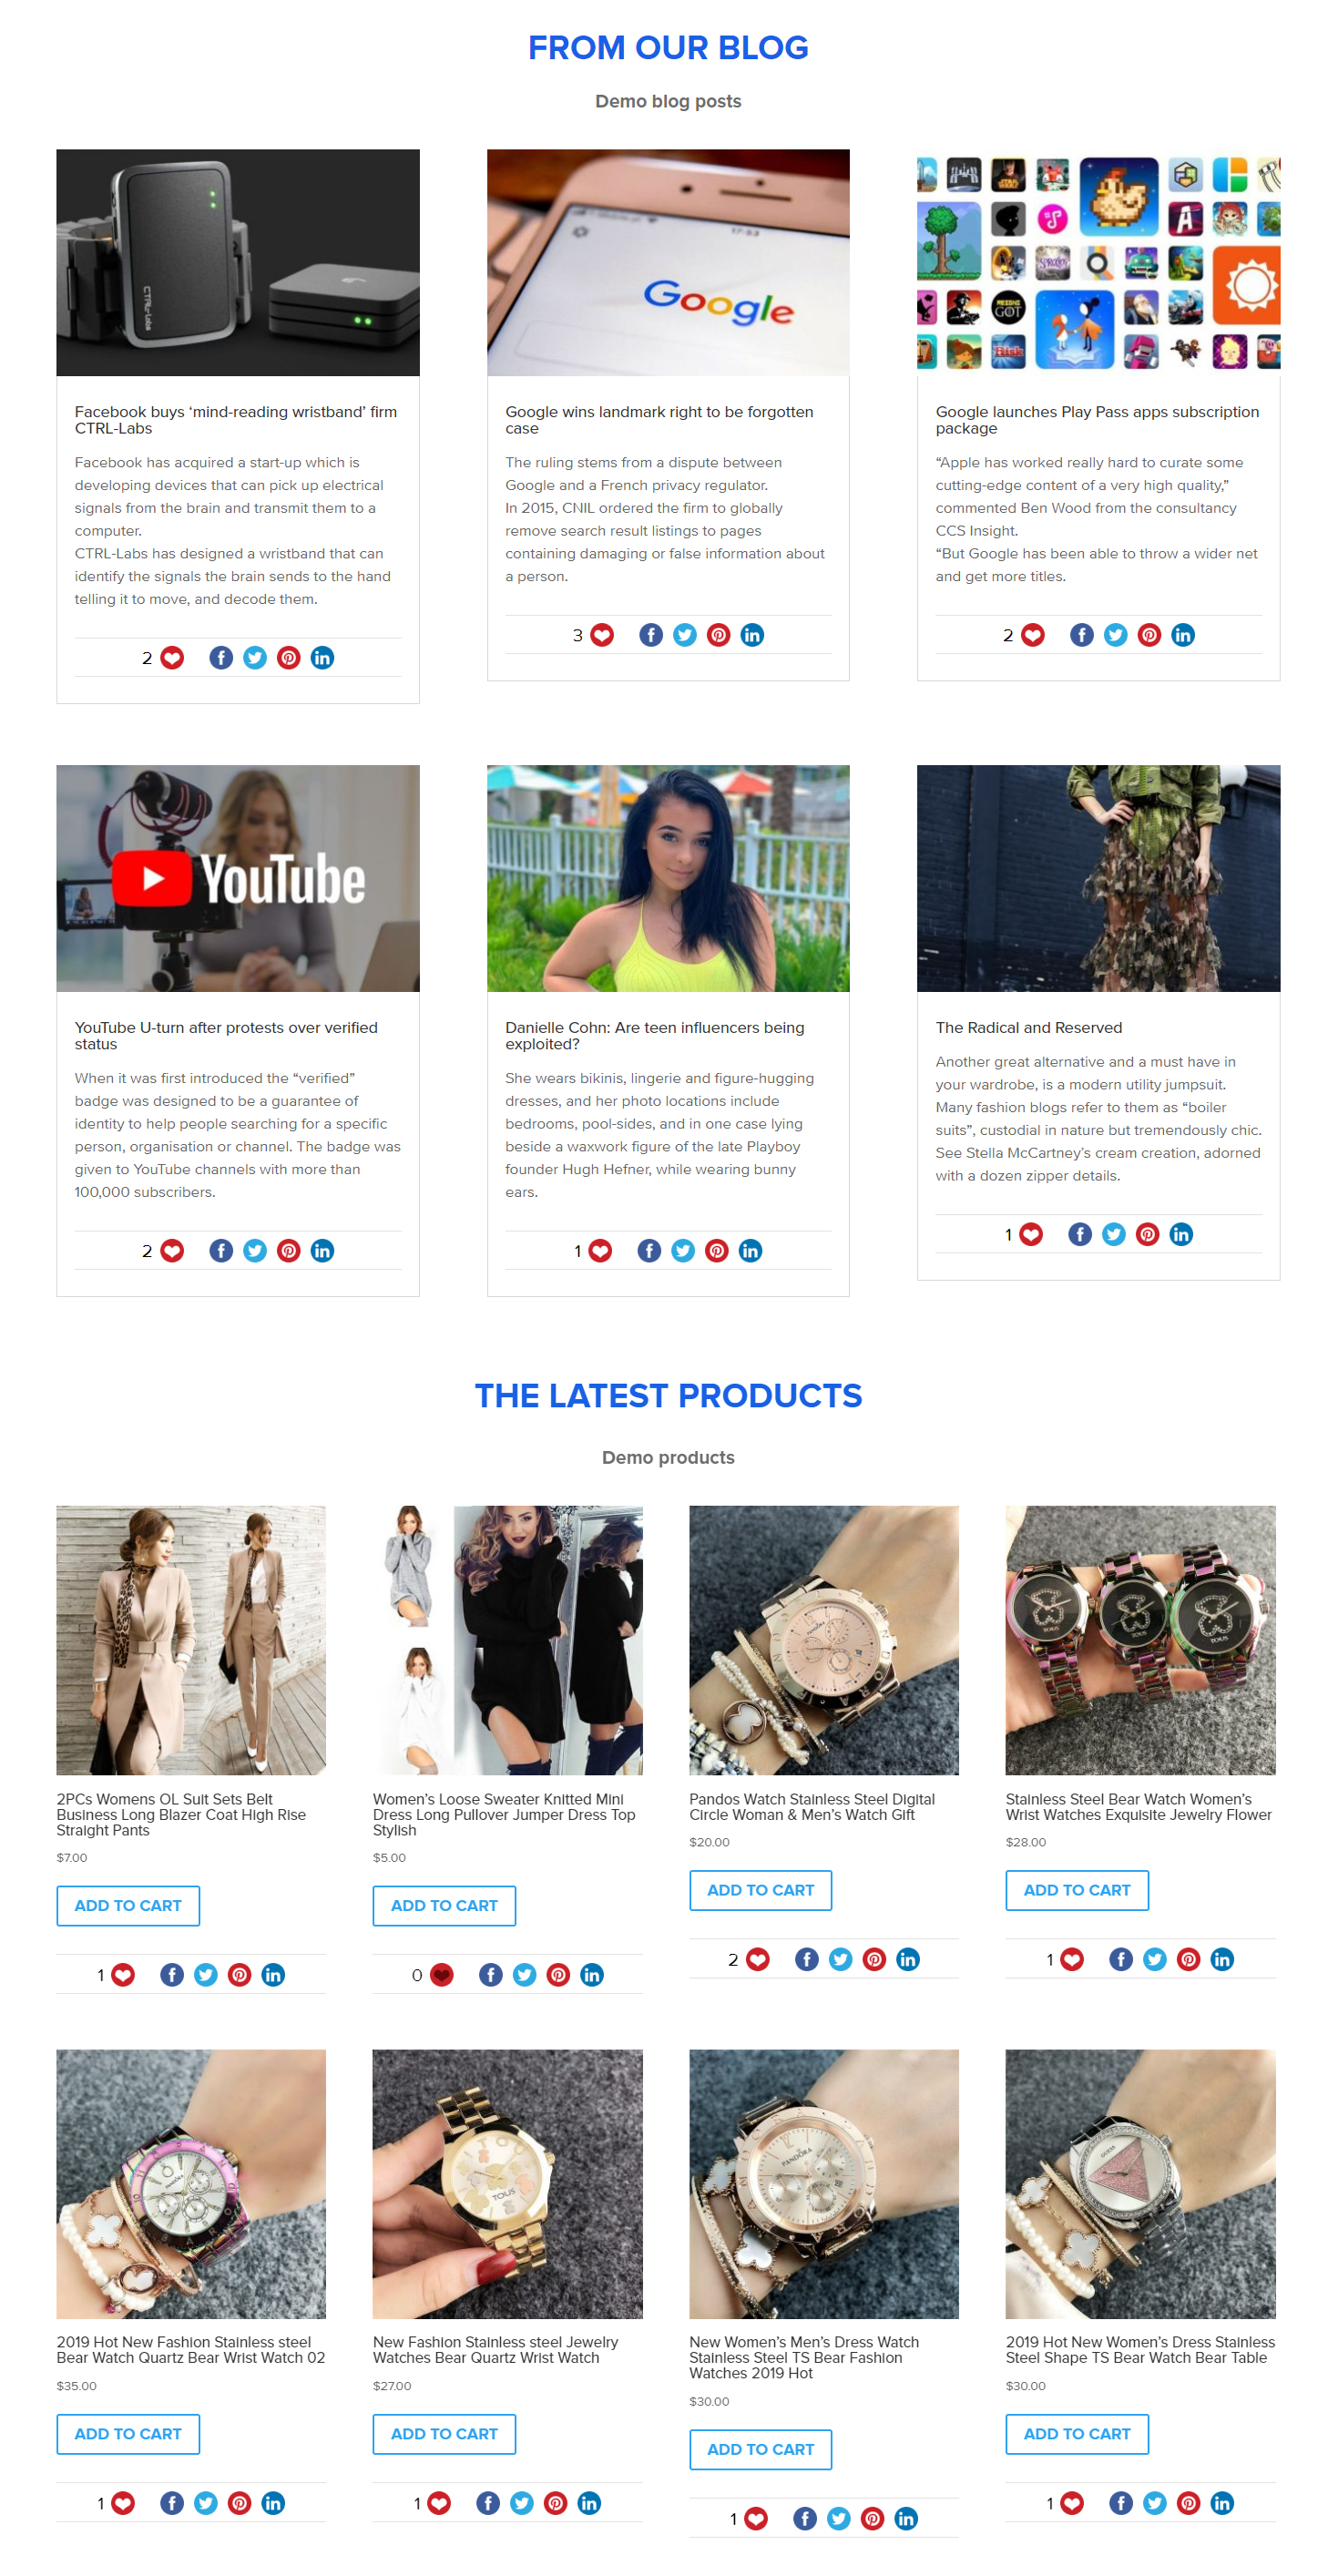 FROM OUR BLOG
Demo blog posts
CTRL-Labs
17:53
Google
RISK
Facebook buys ‘mind-reading wristband’ firm
CTRL-Labs
Facebook has acquired a start-up which is
developing devices that can pick up electrical
signals from the brain and transmit them to a
computer.
CTRL-Labs has designed a wristband that can
identify the signals the brain sends to the hand
telling it to move, and decode them.
2
Google wins landmark right to be forgotten
case
The ruling stems from a dispute between
Google and a French privacy regulator.
In 2015, CNIL ordered the firm to globally
remove search result listings to pages
containing damaging or false information about
a person.
3
Google launches Play Pass apps subscription
package
“Apple has worked really hard to curate some
cutting-edge content of a very high quality,”
commented Ben Wood from the consultancy
CCS Insight.
“But Google has been able to throw a wider net
and get more titles.
2
YouTube
YouTube U-turn after protests over verified
status
When it was first introduced the “verified”
badge was designed to be a guarantee of
identity to help people searching for a specific
person, organisation or channel. The badge was
given to YouTube channels with more than
100,000 subscribers.
2
Danielle Cohn: Are teen influencers being
exploited?
She wears bikinis, lingerie and figure-hugging
dresses, and her photo locations include
bedrooms, pool-sides, and in one case lying
beside a waxwork figure of the late Playboy
founder Hugh Hefner, while wearing bunny
ears.
1
The Radical and Reserved
Another great alternative and a must have in
your wardrobe, is a modern utility jumpsuit.
Many fashion blogs refer to them as “boiler
suits”, custodial in nature but tremendously chic.
See Stella McCartney’s cream creation, adorned
with a dozen zipper details.
1
THE LATEST PRODUCTS
Demo products
2PCs Womens OL Suit Sets Belt
Business Long Blazer Coat High Rise
Straight Pants
$7.00
ADD TO CART
1
Women’s Loose Sweater Knitted Mini
Dress Long Pullover Jumper Dress Top
Stylish
$5.00
ADD TO CART
0
Pandos Watch Stainless Steel Digital
Circle Woman & Men’s Watch Gift
$20.00
ADD TO CART
2
TOUS
TOUS
TOUS
Stainless Steel Bear Watch Women’s
Wrist Watches Exquisite Jewelry Flower
$28.00
ADD TO CART
1
2019 Hot New Fashion Stainless steel
Bear Watch Quartz Bear Wrist Watch 02
$35.00
ADD TO CART
1
TOUS
New Fashion Stainless steel Jewelry
Watches Bear Quartz Wrist Watch
$27.00
ADD TO CART
1
PANDORA
New Women’s Men’s Dress Watch
Stainless Steel TS Bear Fashion
Watches 2019 Hot
$30.00
ADD TO CART
1
GUESS
2019 Hot New Women’s Dress Stainless
Steel Shape TS Bear Watch Bear Table
$30.00
ADD TO CART
1